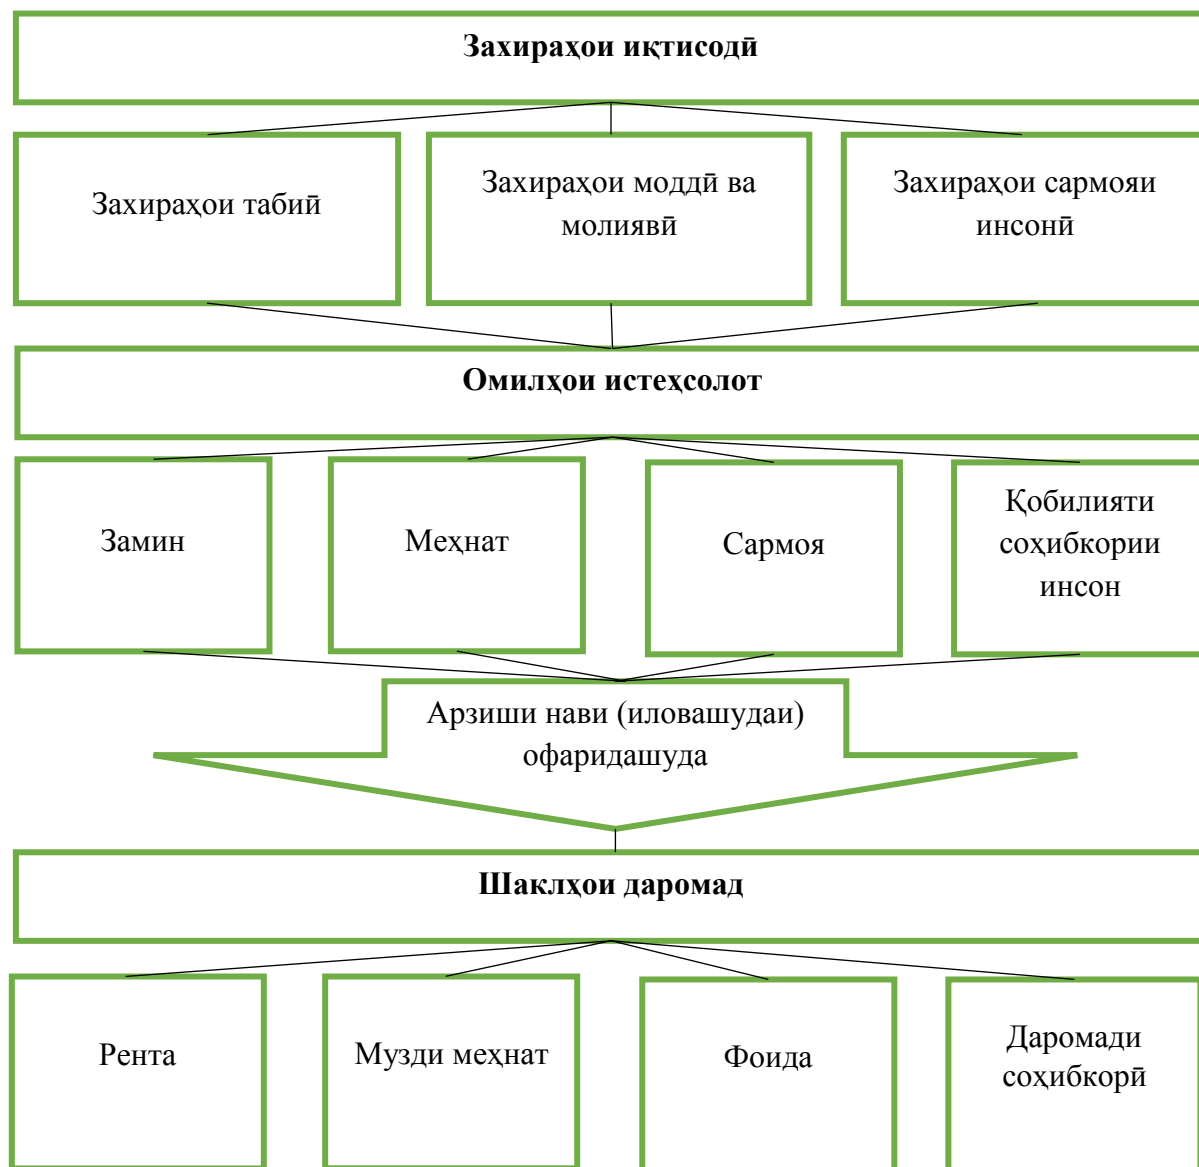 Захираҳои иқтисодӣ
Захираҳои табиӣ
Захираҳои моддӣ ва
молиявӣ
Захираҳои сармояи
инсонӣ
Омилҳои истеҳсолот
Замин
Меҳнат
Сармоя
Қобилияти
соҳибкории
инсон
Арзиши нави (иловашудаи)
офаридашуда
Шаклҳои даромад
Рента
Музди меҳнат
Фоида
Даромади
соҳибкорӣ